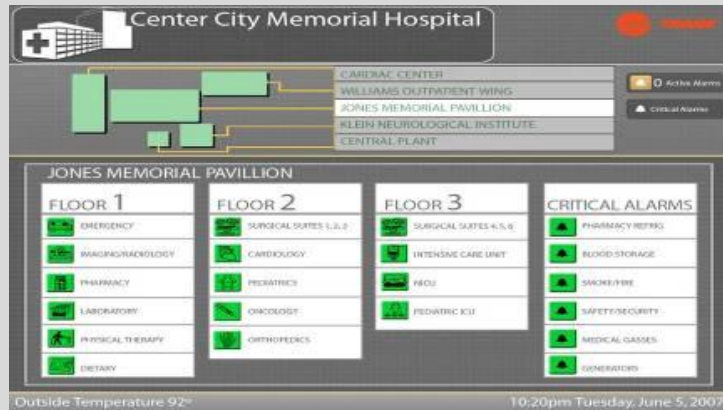 Center City Memorial Hospital
TRANE
CARDIAC CENTER
WILLIAMS OUTPATIENT WING
JONES MEMORIAL PAVILLION
KLEIN NEUROLOGICAL INSTITUTE
CENTRAL PLANT
0 Active Alarms
Critical Alarms
JONES MEMORIAL PAVILLION
FLOOR 1
EMERGENCY
IMAGING/RADIOLOGY
PHARMACY
LABORATORY
PHYSICAL THERAPY
DIETARY
FLOOR 2
SURGICAL SUITES 1, 2, 3
CARDIOLOGY
PEDIATRICS
ONCOLOGY
ORTHOPEDICS
FLOOR 3
SURGICAL SUITES 4, 5, 6
INTENSIVE CARE UNIT
NICU
PEDIATRIC ICU
CRITICAL ALARMS
PHARMACY REFRIG.
BLOOD STORAGE
SMOKE/FIRE
SAFETY/SECURITY
MEDICAL GASSES
GENERATORS
Outside Temperature 92º
10:20pm Tuesday, June 5, 2007